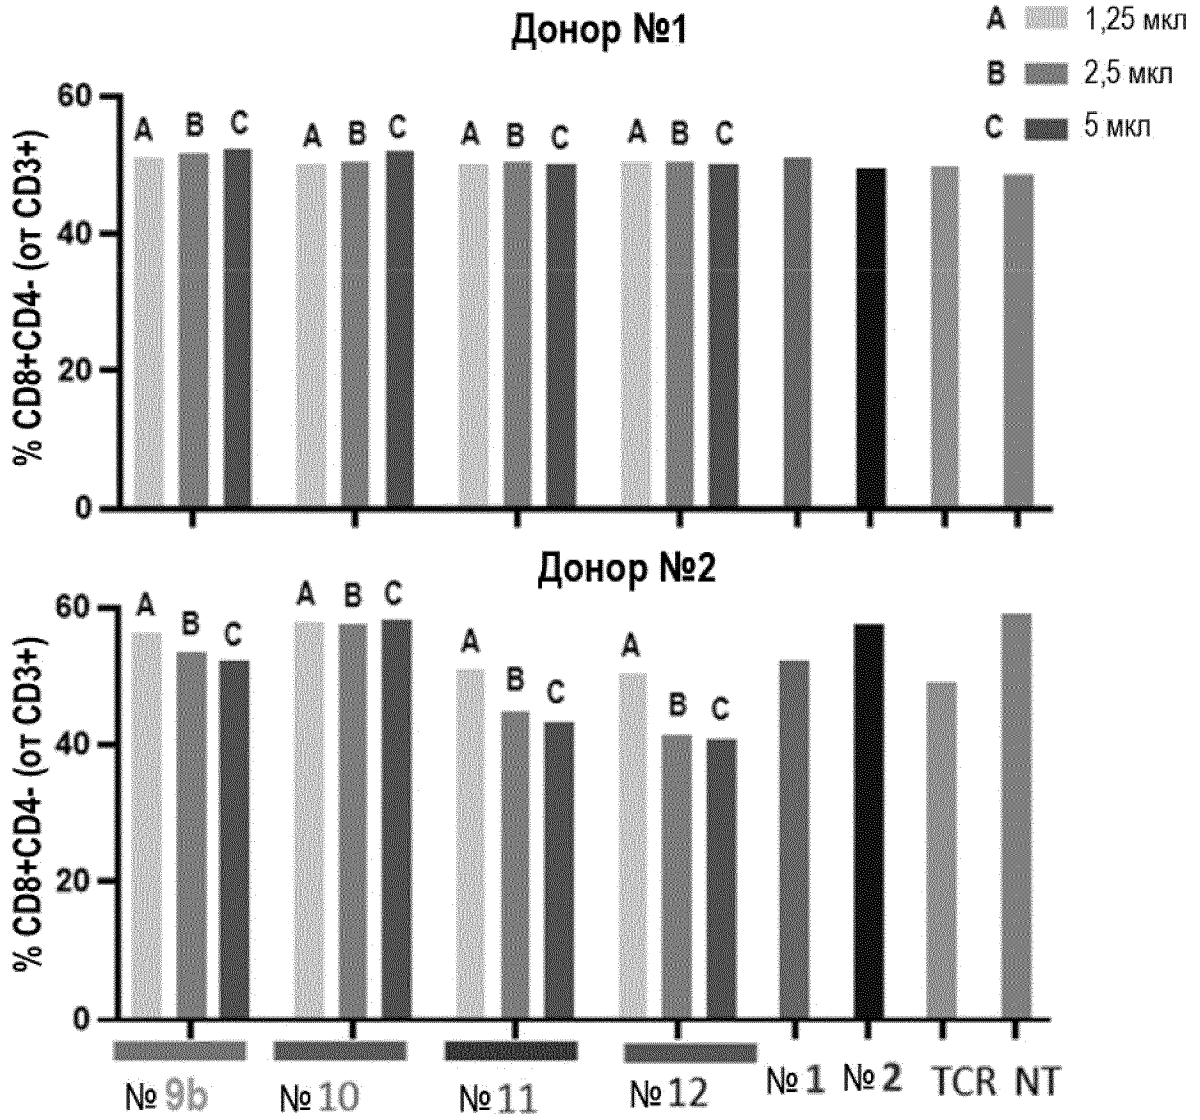 Донор №1
A 1,25 мкл
B 2,5 мкл
C 5 мкл
% CD8+CD4- (от CD3+)
60
40
20
0
A B C A B C A B C A B C
Донор №2
% CD8+CD4- (от CD3+)
60
40
20
0
A B C A B C A B C A B C
№ 9b № 10 № 11 № 12 № 1 № 2 TCR NT